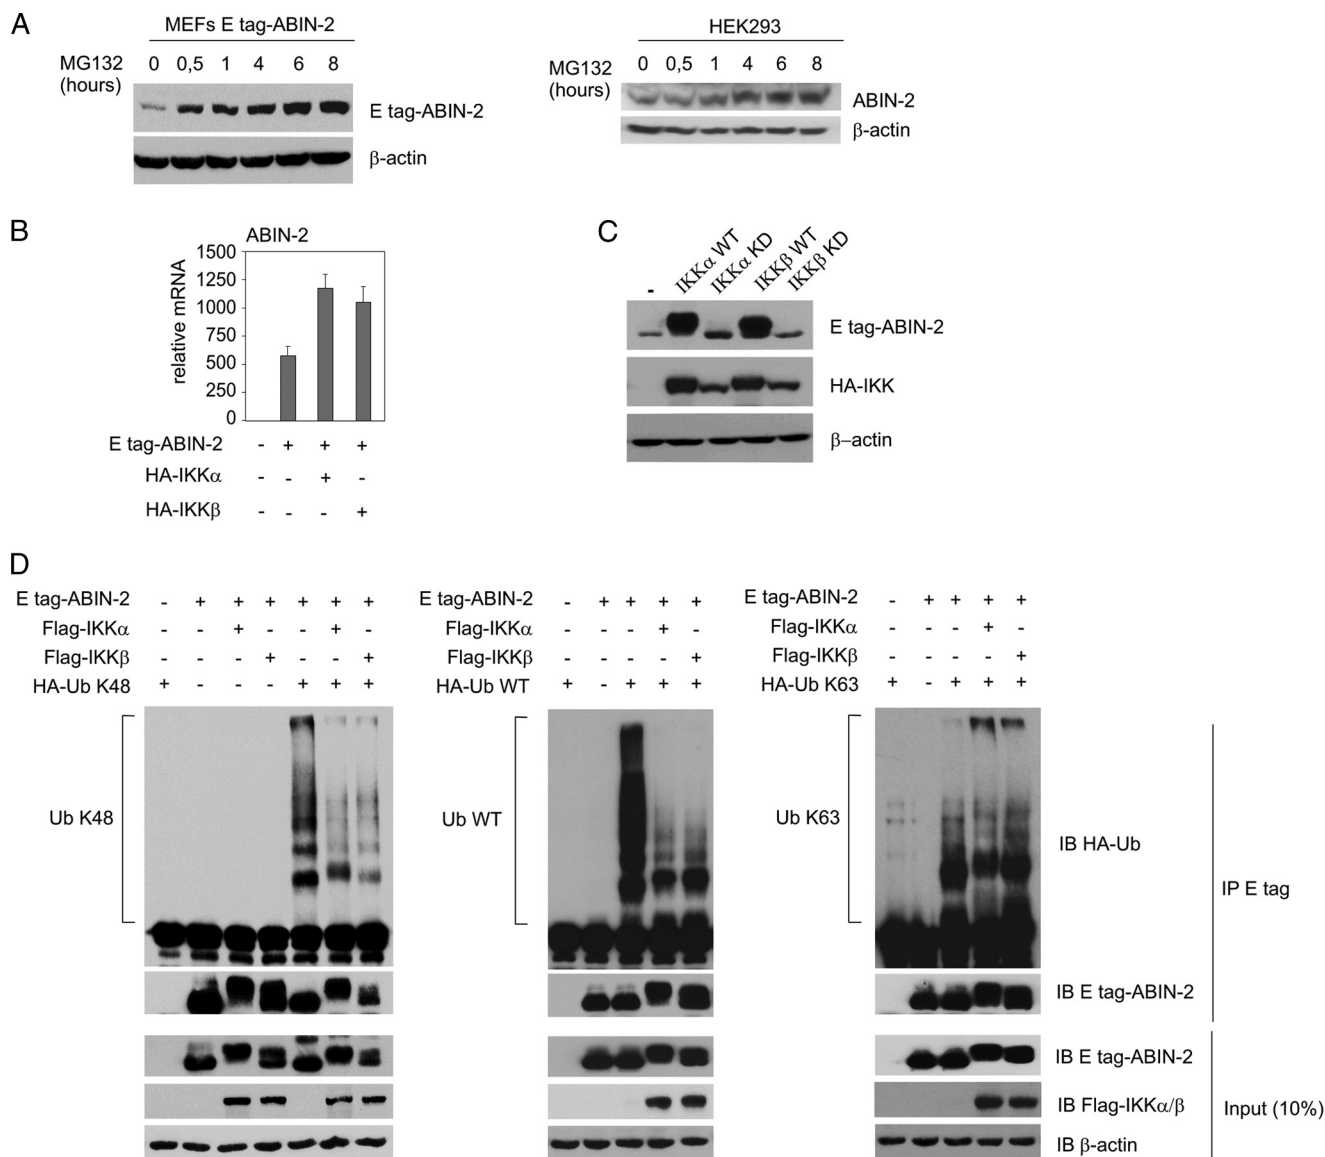 A
MEFs E tag-ABIN-2
MG132 (hours) 0 0,5 1 4 6 8
E tag-ABIN-2
β-actin
HEK293
MG132 (hours) 0 0,5 1 4 6 8
ABIN-2
β-actin
B
ABIN-2
relative mRNA
1500
1250
1000
750
500
250
0
E tag-ABIN-2 - + + +
HA-IKKα - - + -
HA-IKKβ - - - +
C
- IKKα WT IKKα KD IKKβ WT IKKβ KD
E tag-ABIN-2
HA-IKK
β–actin
D
E tag-ABIN-2 - + + + + + +
Flag-IKKα - - + - - + -
Flag-IKKβ - - - + - - +
HA-Ub K48 + - - - + + +
Ub K48
E tag-ABIN-2 - + + + +
Flag-IKKα - - - + -
Flag-IKKβ - - - - +
HA-Ub WT + - + + +
Ub WT
E tag-ABIN-2 - + + + +
Flag-IKKα - - - + -
Flag-IKKβ - - - - +
HA-Ub K63 + - + + +
Ub K63
IB HA-Ub
IP E tag
IB E tag-ABIN-2
IB E tag-ABIN-2
IB Flag-IKKα/β
Input (10%)
IB β-actin